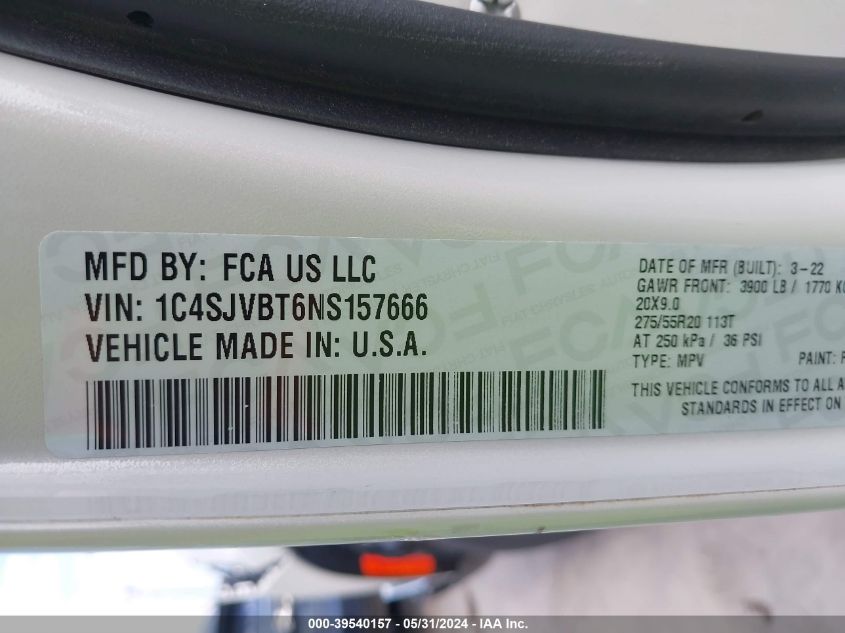 MFD BY: FCA US LLC
VIN: 1C4SJVBT6NS157666
VEHICLE MADE IN: U.S.A.
DATE OF MFR (BUILT): 3-22
GAWR FRONT: 3900 LB / 1770 KG
20X9.0
275/55R20 113T
AT 250 kPa / 36 PSI
TYPE: MPV PAINT:
THIS VEHICLE CONFORMS TO ALL A
STANDARDS IN EFFECT ON
000-39540157 - 05/31/2024 - IAA Inc.